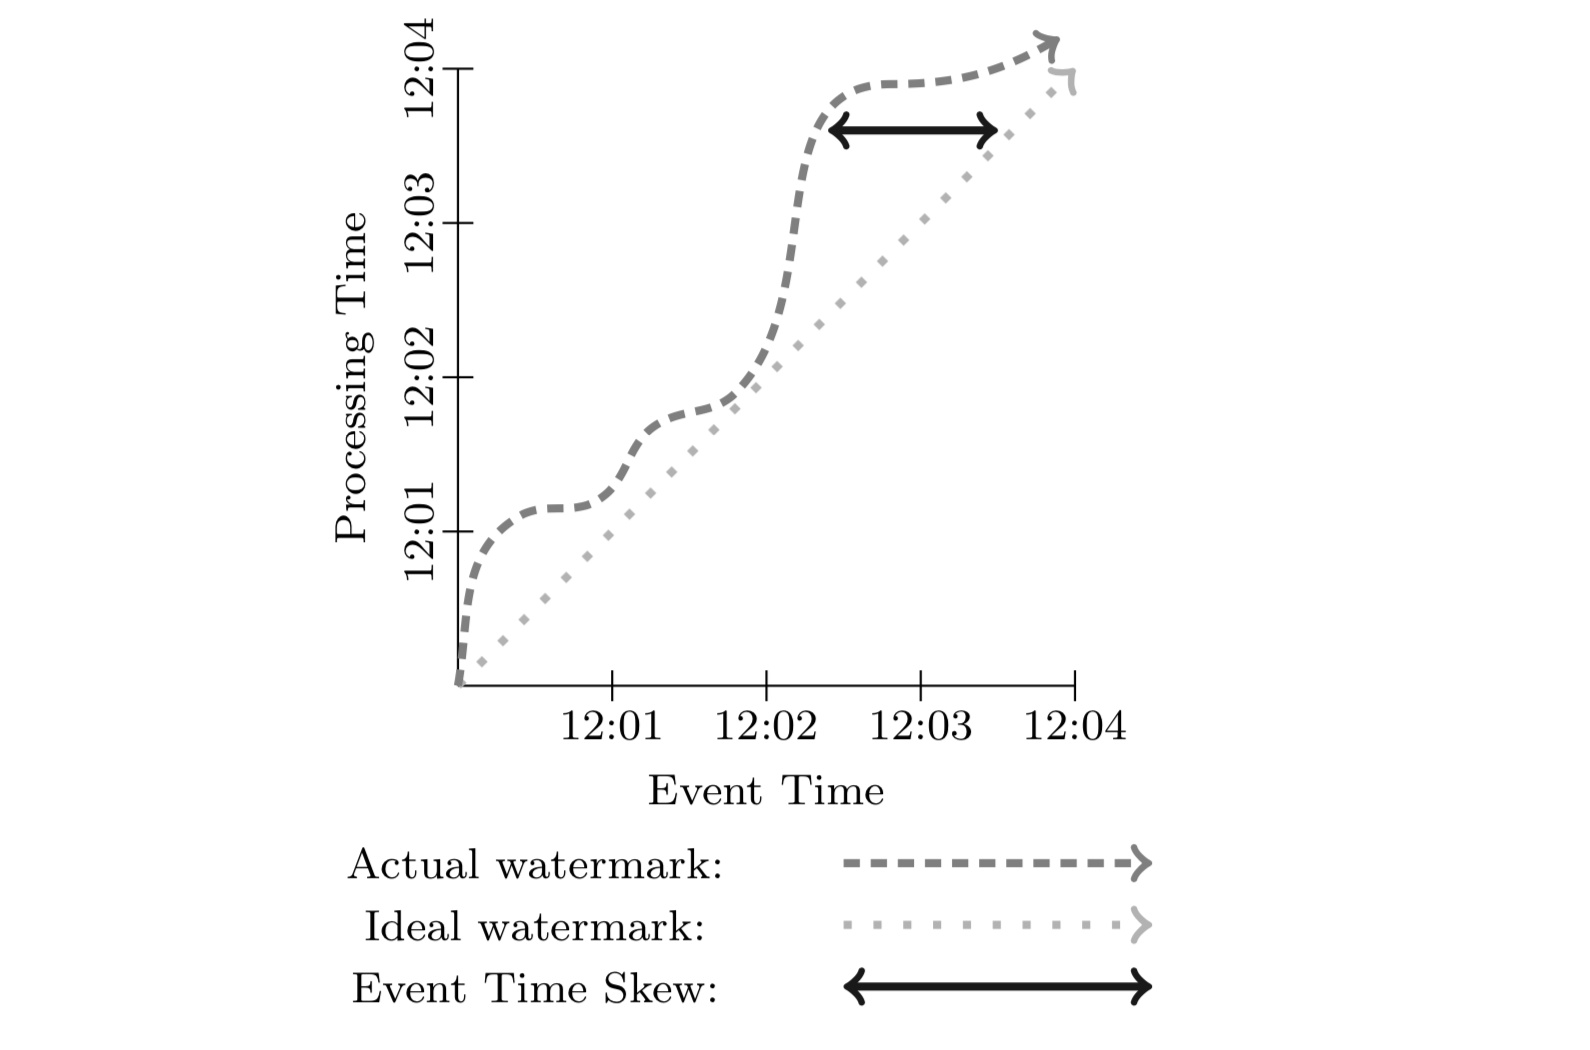 12:04
12:03
12:02
12:01
Processing Time
12:01 12:02 12:03 12:04
Event Time
Actual watermark:
Ideal watermark:
Event Time Skew: